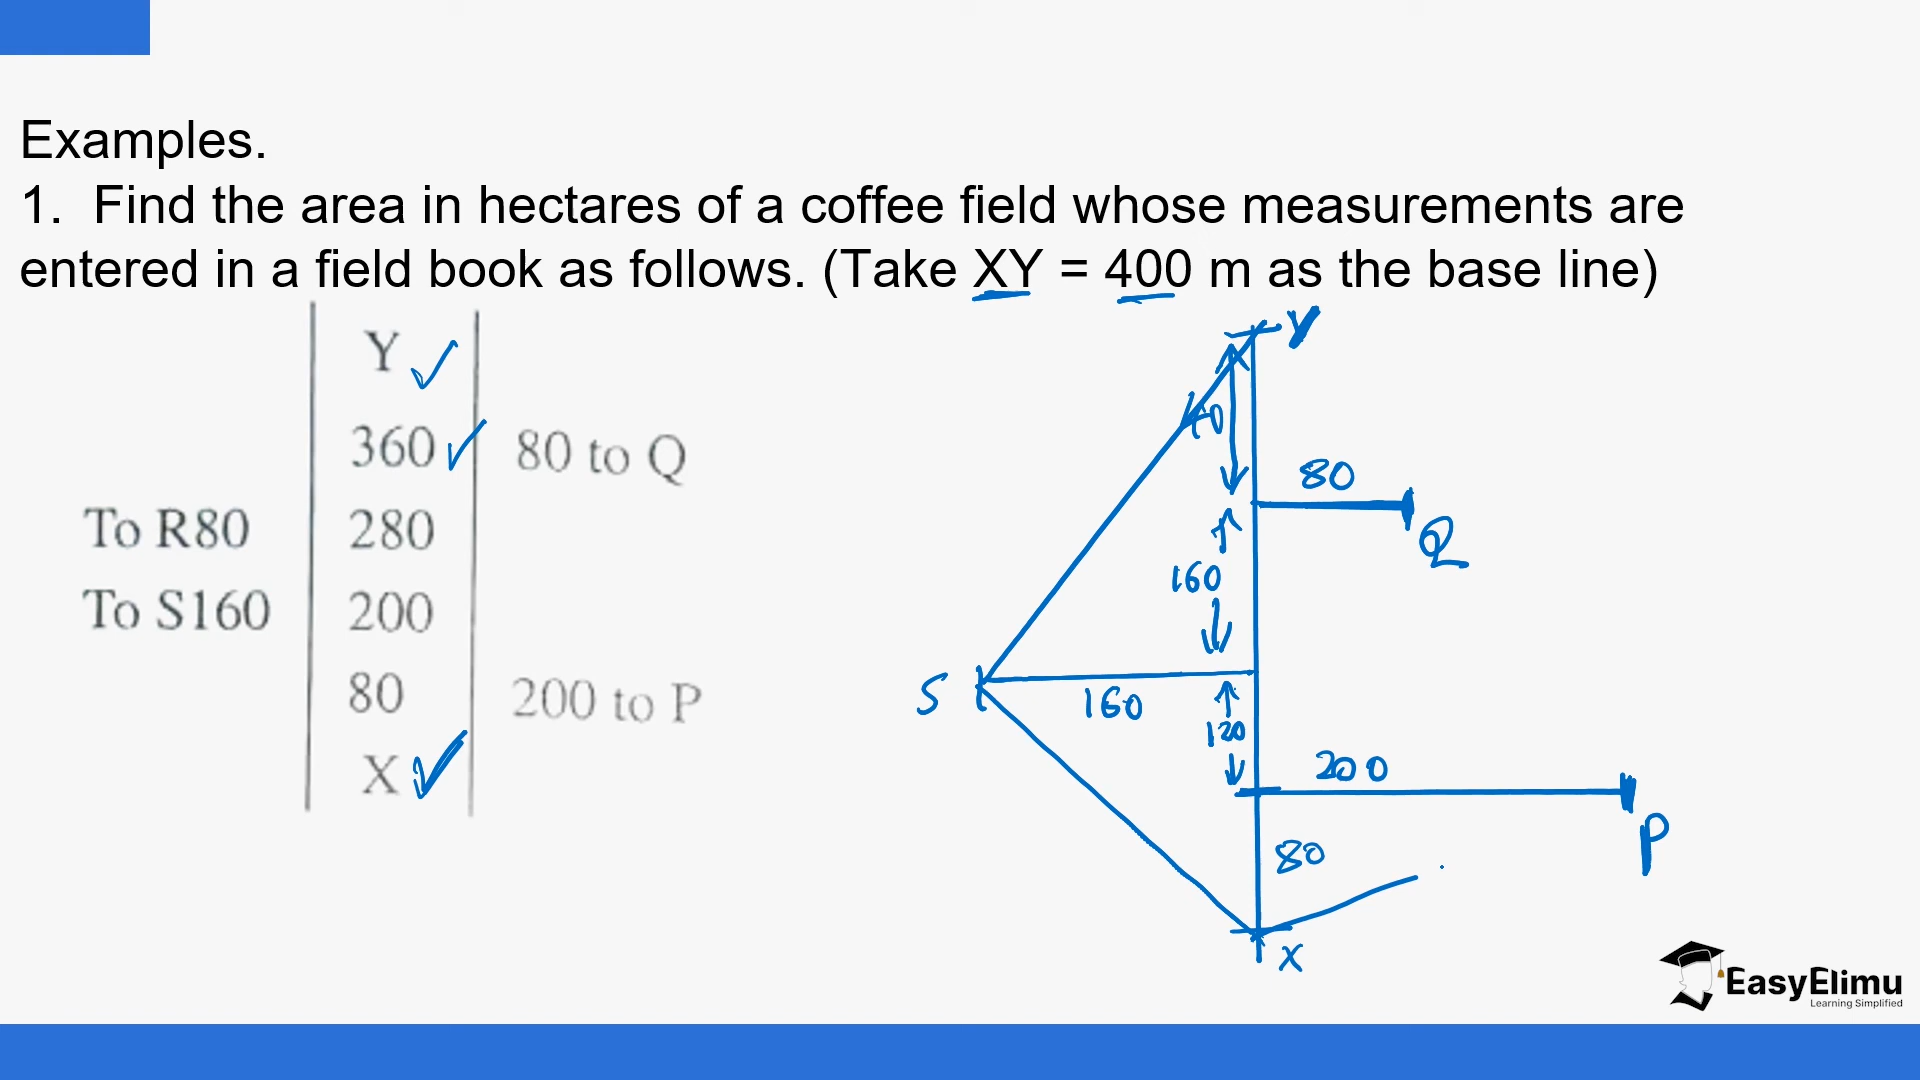 Examples.
1. Find the area in hectares of a coffee field whose measurements are
entered in a field book as follows. (Take XY = 400 m as the base line)
Y
360 80 to Q
To R80 280
To S160 200
80 200 to P
X
Y
40
80
Q
160
S
160
120
200
P
80
X
EasyElimu
Learning Simplified